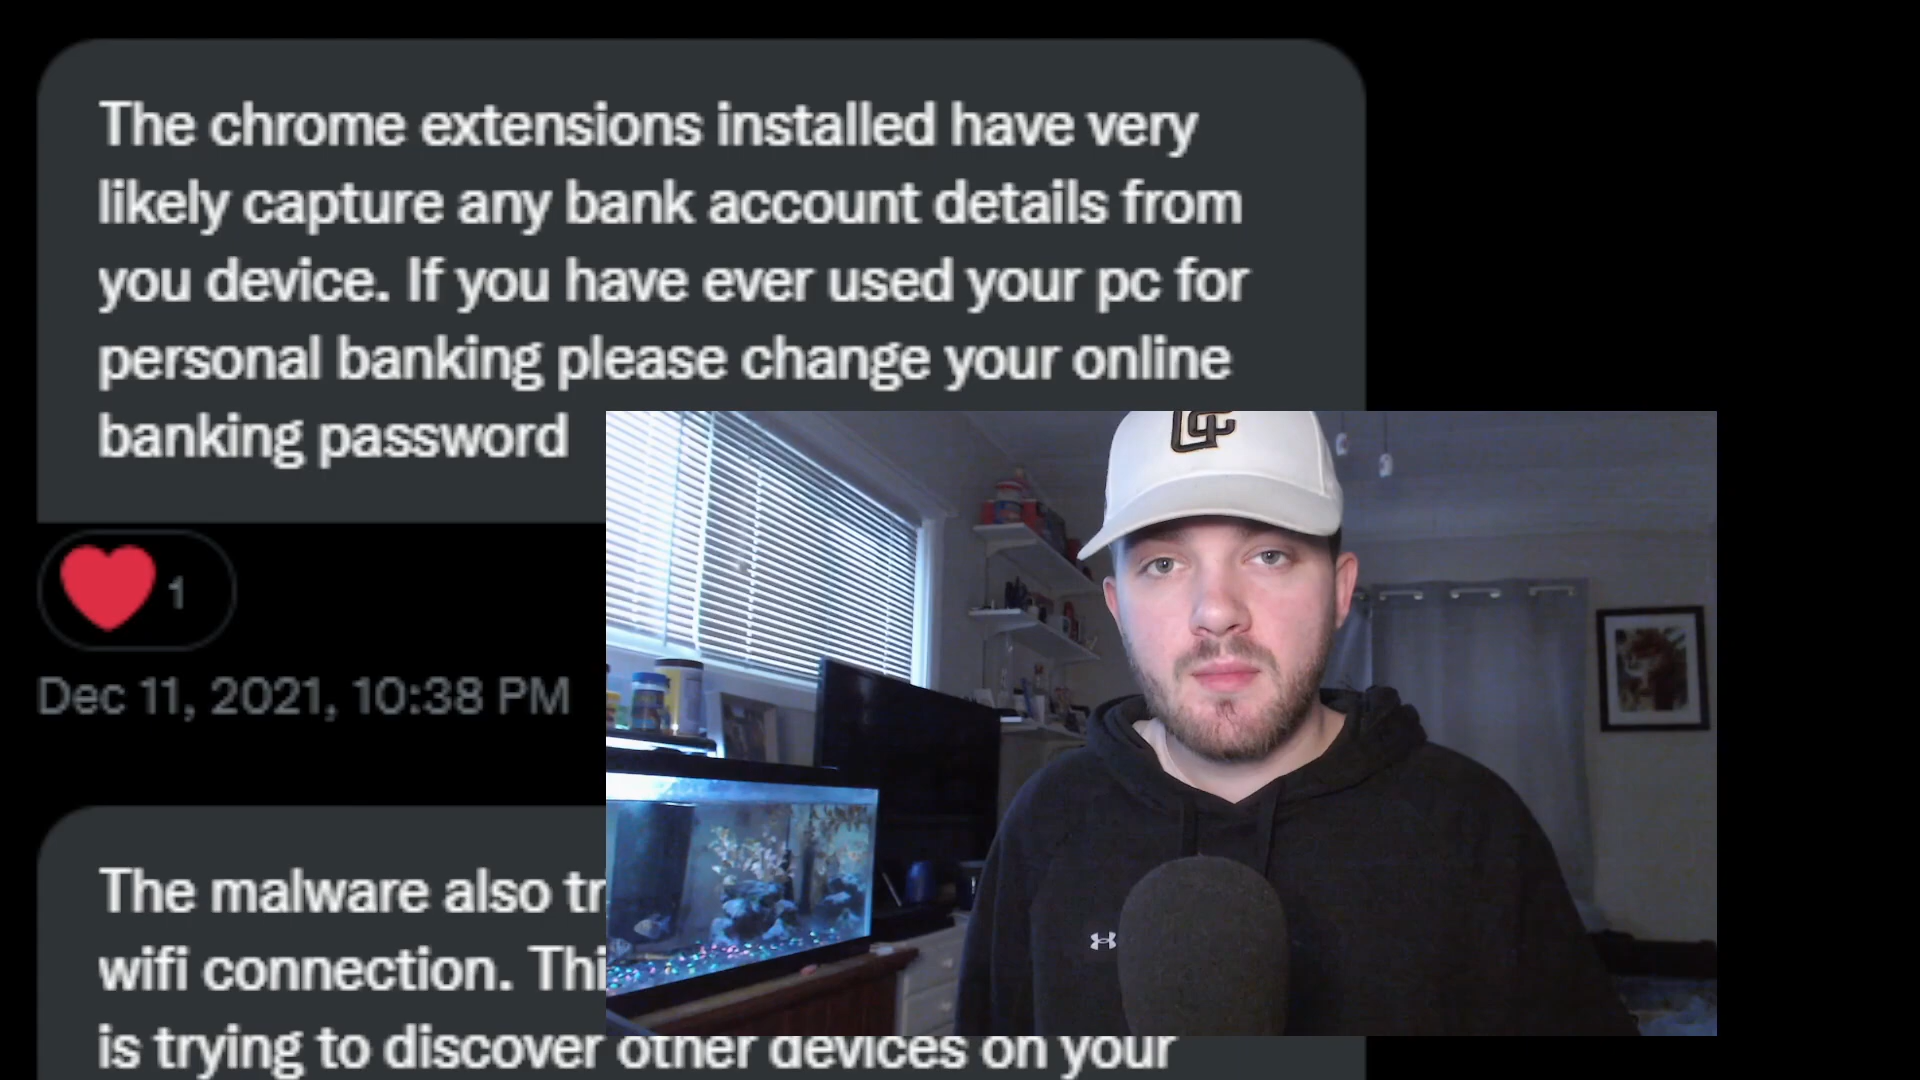 The chrome extensions installed have very
likely capture any bank account details from
you device. If you have ever used your pc for
personal banking please change your online
banking password
1
Dec 11, 2021, 10:38 PM
The malware also
wifi connection.
is trying to discover other devices on your